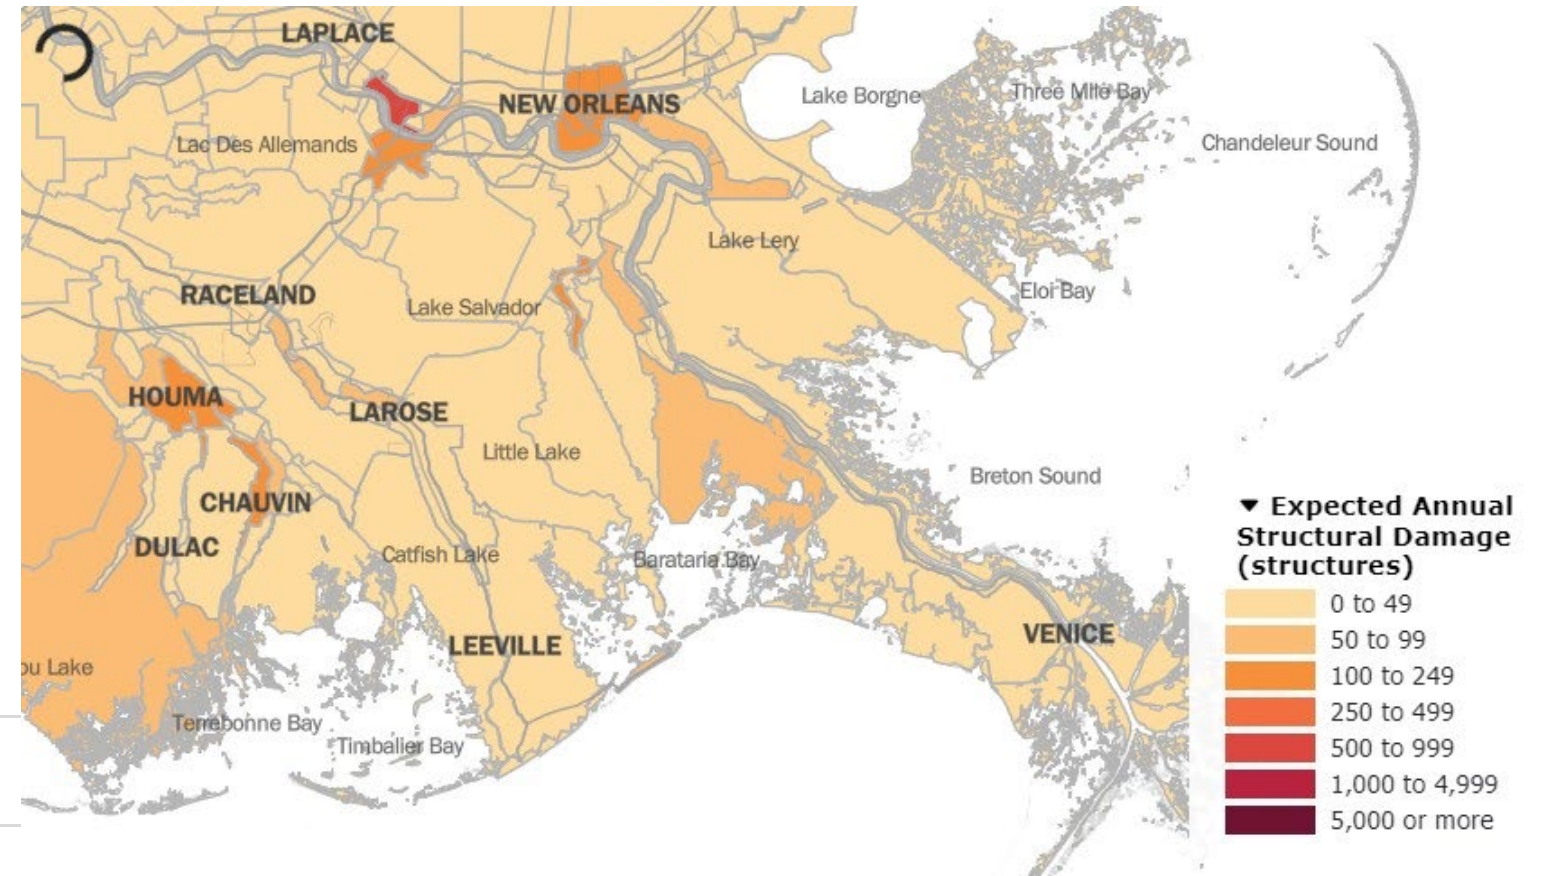 LAPLACE
NEW ORLEANS
Lake Borgne
Three Mile Bay
Chandeleur Sound
Lac Des Allemands
Lake Lery
RACELAND
Lake Salvador
Eloi Bay
HOUMA
LAROSE
Little Lake
Breton Sound
CHAUVIN
DULAC
Catfish Lake
Barataria Bay
LEEVILLE
VENICE
ou Lake
Terrebonne Bay
Timbalier Bay
▼ Expected Annual
Structural Damage
(structures)
0 to 49
50 to 99
100 to 249
250 to 499
500 to 999
1,000 to 4,999
5,000 or more